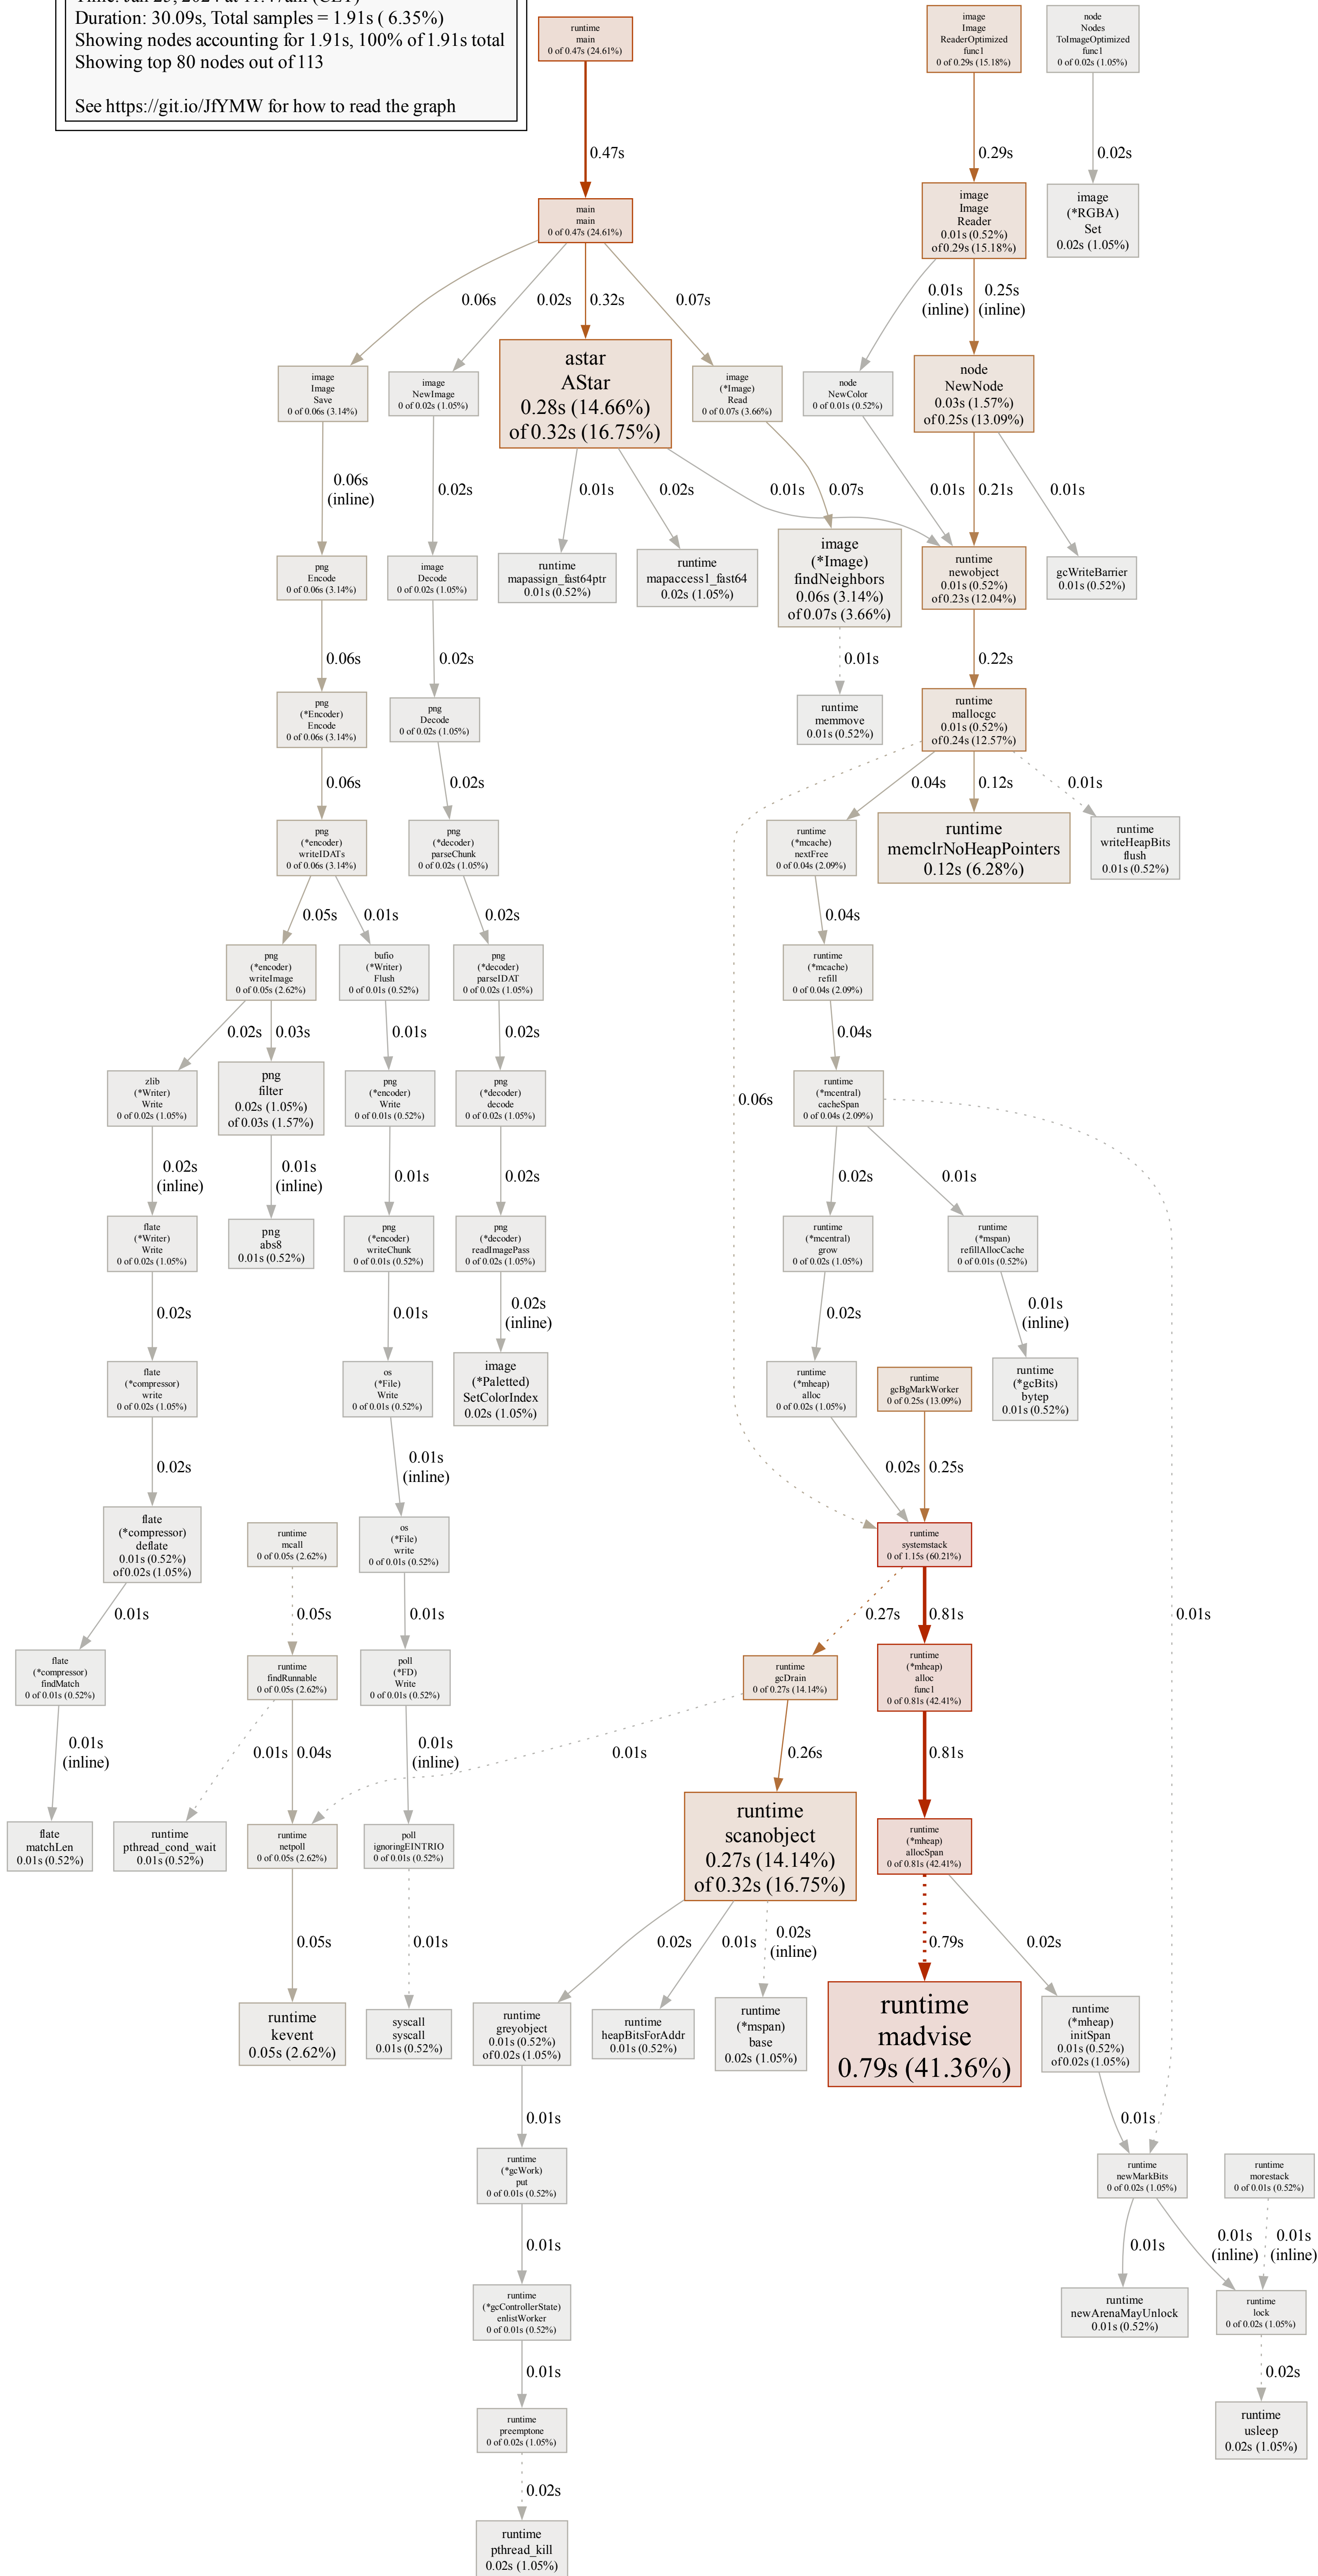 Duration: 30.09s, Total samples = 1.91s ( 6.35%)
Showing nodes accounting for 1.91s, 100% of 1.91s total
Showing top 80 nodes out of 113
See https://git.io/JfYMW for how to read the graph
runtime
main
0 of 0.47s (24.61%)
image
Image
ReaderOptimized
func1
0 of 0.29s (15.18%)
node
Nodes
ToImageOptimized
func1
0 of 0.02s (1.05%)
0.47s
0.29s
0.02s
main
main
0 of 0.47s (24.61%)
image
Image
Reader
0.01s (0.52%)
of 0.29s (15.18%)
image
(*RGBA)
Set
0.02s (1.05%)
0.06s
0.02s
0.32s
0.07s
0.01s
(inline)
0.25s
(inline)
image
Image
Save
0 of 0.06s (3.14%)
image
NewImage
0 of 0.02s (1.05%)
astar
AStar
0.28s (14.66%)
of 0.32s (16.75%)
image
(*Image)
Read
0 of 0.07s (3.66%)
node
NewColor
0 of 0.01s (0.52%)
node
NewNode
0.03s (1.57%)
of 0.25s (13.09%)
0.06s
(inline)
0.02s
0.01s
0.02s
0.01s
0.07s
0.01s
0.21s
0.01s
png
Encode
0 of 0.06s (3.14%)
image
Decode
0 of 0.02s (1.05%)
runtime
mapassign_fast64ptr
0.01s (0.52%)
runtime
mapaccess1_fast64
0.02s (1.05%)
image
(*Image)
findNeighbors
0.06s (3.14%)
of 0.07s (3.66%)
runtime
newobject
0.01s (0.52%)
of 0.23s (12.04%)
gcWriteBarrier
0.01s (0.52%)
0.06s
0.02s
0.01s
0.22s
png
(*Encoder)
Encode
0 of 0.06s (3.14%)
png
Decode
0 of 0.02s (1.05%)
runtime
memmove
0.01s (0.52%)
runtime
mallocgc
0.01s (0.52%)
of 0.24s (12.57%)
0.06s
0.02s
0.04s
0.12s
0.01s
png
(*encoder)
writeIDATs
0 of 0.06s (3.14%)
png
(*decoder)
parseChunk
0 of 0.02s (1.05%)
runtime
(*mcache)
nextFree
0 of 0.04s (2.09%)
runtime
memclrNoHeapPointers
0.12s (6.28%)
runtime
writeHeapBits
flush
0.01s (0.52%)
0.05s
0.01s
0.02s
0.04s
png
(*encoder)
writeImage
0 of 0.05s (2.62%)
bufio
(*Writer)
Flush
0 of 0.01s (0.52%)
png
(*decoder)
parseIDAT
0 of 0.02s (1.05%)
runtime
(*mcache)
refill
0 of 0.04s (2.09%)
0.02s
0.03s
0.01s
0.02s
0.04s
zlib
(*Writer)
Write
0 of 0.02s (1.05%)
png
filter
0.02s (1.05%)
of 0.03s (1.57%)
png
(*encoder)
Write
0 of 0.01s (0.52%)
png
(*decoder)
decode
0 of 0.02s (1.05%)
0.06s
runtime
(*mcentral)
cacheSpan
0 of 0.04s (2.09%)
0.02s
(inline)
0.01s
(inline)
0.01s
0.02s
0.02s
0.01s
flate
(*Writer)
Write
0 of 0.02s (1.05%)
png
abs8
0.01s (0.52%)
png
(*encoder)
writeChunk
0 of 0.01s (0.52%)
png
(*decoder)
readImagePass
0 of 0.02s (1.05%)
runtime
(*mcentral)
grow
0 of 0.02s (1.05%)
runtime
(*mspan)
refillAllocCache
0 of 0.01s (0.52%)
0.02s
0.01s
0.02s
(inline)
0.02s
0.01s
(inline)
flate
(*compressor)
write
0 of 0.02s (1.05%)
os
(*File)
Write
0 of 0.01s (0.52%)
image
(*Paletted)
SetColorIndex
0.02s (1.05%)
runtime
(*mheap)
alloc
0 of 0.02s (1.05%)
runtime
gcBgMarkWorker
0 of 0.25s (13.09%)
runtime
(*gcBits)
bytep
0.01s (0.52%)
0.02s
0.01s
(inline)
0.02s
0.25s
flate
(*compressor)
deflate
0.01s (0.52%)
of 0.02s (1.05%)
runtime
mcall
0 of 0.05s (2.62%)
os
(*File)
write
0 of 0.01s (0.52%)
runtime
systemstack
0 of 1.15s (60.21%)
0.01s
0.05s
0.01s
0.27s
0.81s
0.01s
flate
(*compressor)
findMatch
0 of 0.01s (0.52%)
runtime
findRunnable
0 of 0.05s (2.62%)
poll
(*FD)
Write
0 of 0.01s (0.52%)
runtime
gcDrain
0 of 0.27s (14.14%)
runtime
(*mheap)
alloc
func1
0 of 0.81s (42.41%)
0.01s
(inline)
0.01s
0.04s
0.01s
(inline)
0.01s
0.26s
0.81s
flate
matchLen
0.01s (0.52%)
runtime
pthread_cond_wait
0.01s (0.52%)
runtime
netpoll
0 of 0.05s (2.62%)
poll
ignoringEINTRIO
0 of 0.01s (0.52%)
runtime
scanobject
0.27s (14.14%)
of 0.32s (16.75%)
runtime
(*mheap)
allocSpan
0 of 0.81s (42.41%)
0.05s
0.01s
0.02s
0.01s
0.02s
(inline)
0.79s
0.02s
runtime
kevent
0.05s (2.62%)
syscall
syscall
0.01s (0.52%)
runtime
greyobject
0.01s (0.52%)
of 0.02s (1.05%)
runtime
heapBitsForAddr
0.01s (0.52%)
runtime
(*mspan)
base
0.02s (1.05%)
runtime
madvise
0.79s (41.36%)
runtime
(*mheap)
initSpan
0.01s (0.52%)
of 0.02s (1.05%)
0.01s
0.01s
runtime
(*gcWork)
put
0 of 0.01s (0.52%)
runtime
newMarkBits
0 of 0.02s (1.05%)
runtime
morestack
0 of 0.01s (0.52%)
0.01s
0.01s
0.01s
(inline)
0.01s
(inline)
runtime
(*gcControllerState)
enlistWorker
0 of 0.01s (0.52%)
runtime
newArenaMayUnlock
0.01s (0.52%)
runtime
lock
0 of 0.02s (1.05%)
0.01s
0.02s
runtime
preemptone
0 of 0.02s (1.05%)
runtime
usleep
0.02s (1.05%)
0.02s
runtime
pthread_kill
0.02s (1.05%)